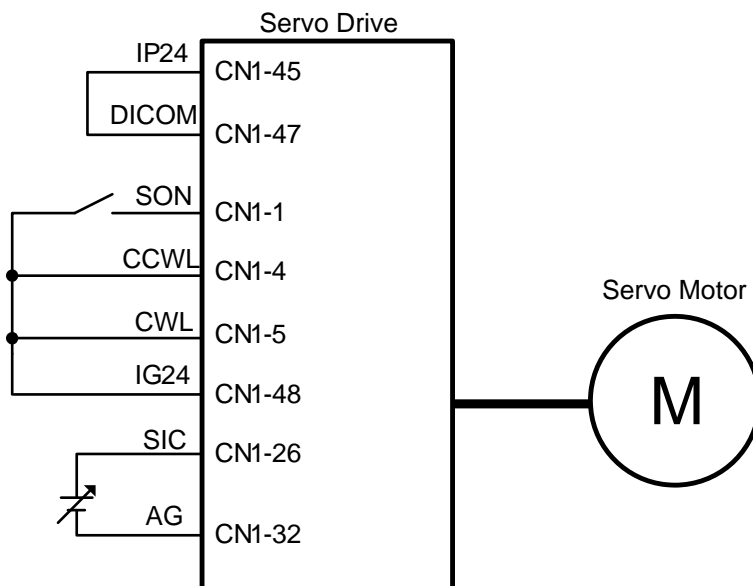 Servo Drive
IP24 CN1-45
DICOM CN1-47
SON CN1-1
CCWL CN1-4
CWL CN1-5
IG24 CN1-48
SIC CN1-26
AG CN1-32
Servo Motor
M